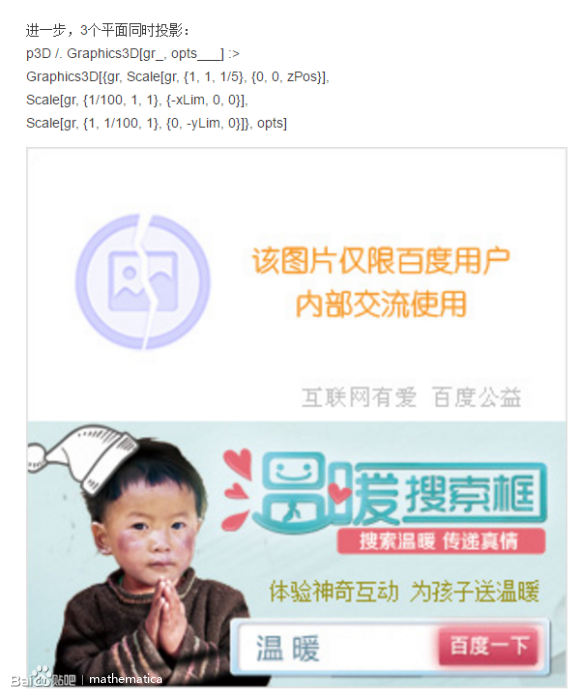 进一步，3个平面同时投影：
p3D /. Graphics3D[gr_, opts___] :>
Graphics3D[{gr, Scale[gr, {1, 1, 1/5}, {0, 0, zPos}],
Scale[gr, {1/100, 1, 1}, {-xLim, 0, 0}],
Scale[gr, {1, 1/100, 1}, {0, -yLim, 0}]}, opts]
该图片仅限百度用户
内部交流使用
互联网有爱 百度公益
温暖搜索框
搜索温暖 传递真情
体验神奇互动 为孩子送温暖
温暖 百度一下
Bai度贴吧 | mathematica